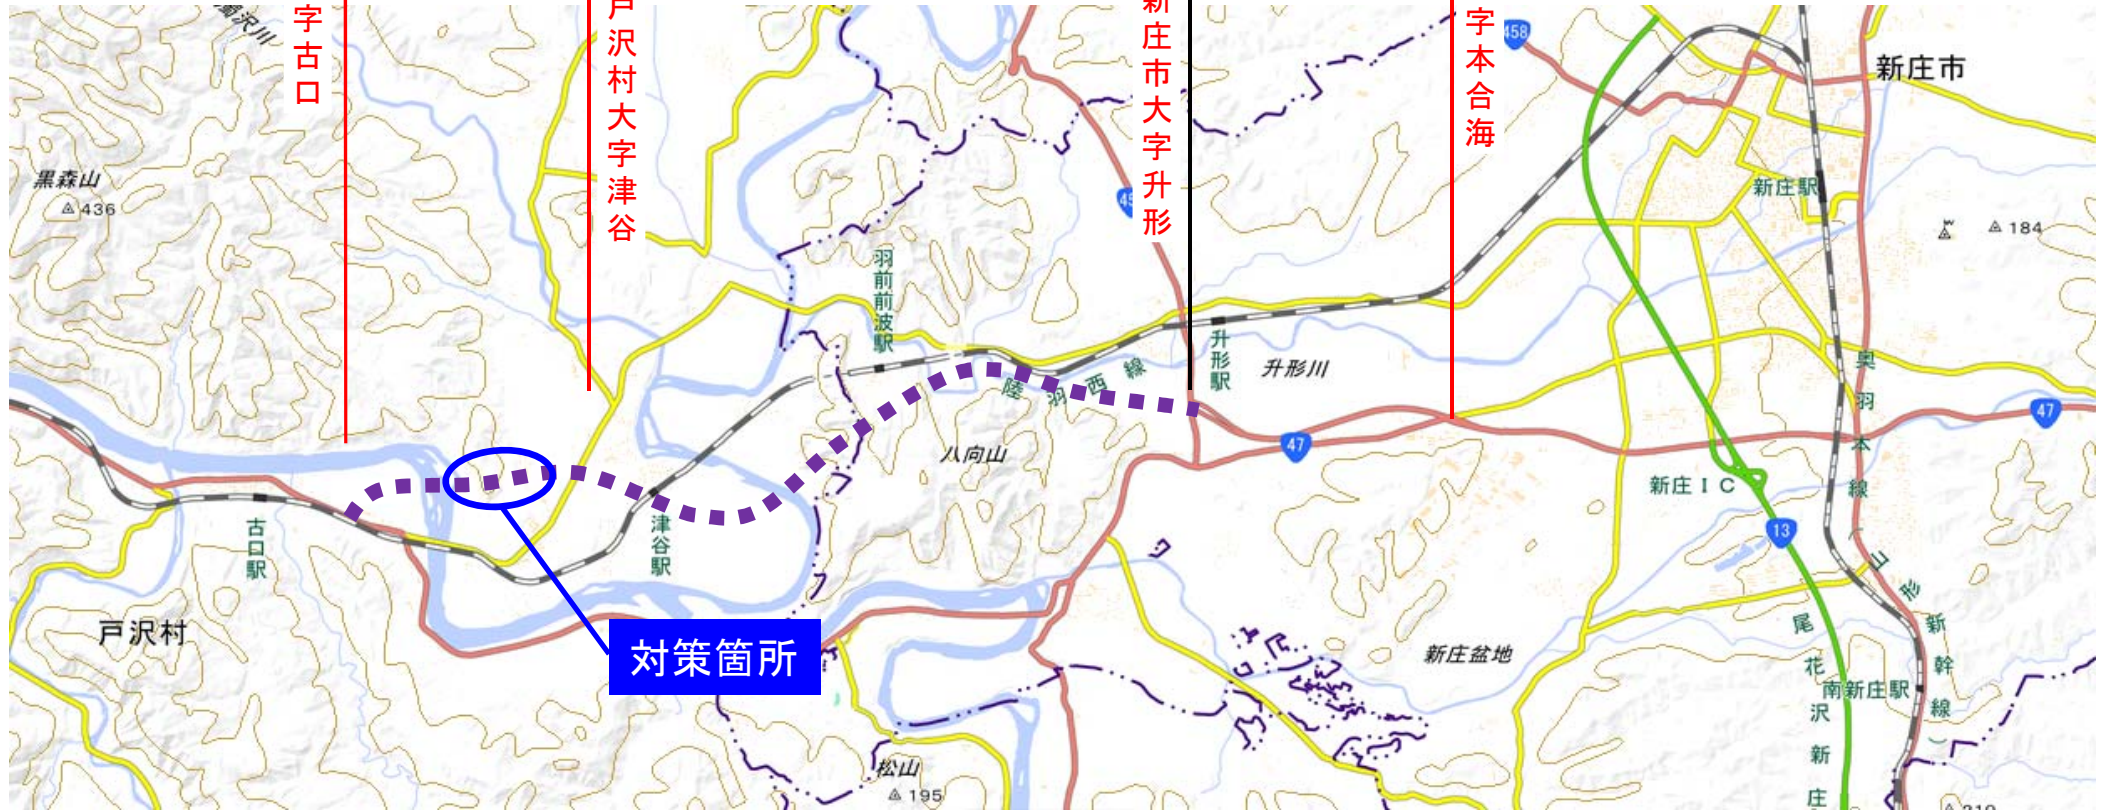 字古口
戸沢村大字津谷
新庄市大字升形
字本合海
458
新庄市
黒森山
436
新庄駅
184
羽前前波駅
升形駅
升形川
陸羽西線
奥羽本線
(山形新幹線)
47
47
八向山
新庄IC
13
古口駅
津谷駅
戸沢村
対策箇所
新庄盆地
尾花沢新庄
南新庄駅
松山
195